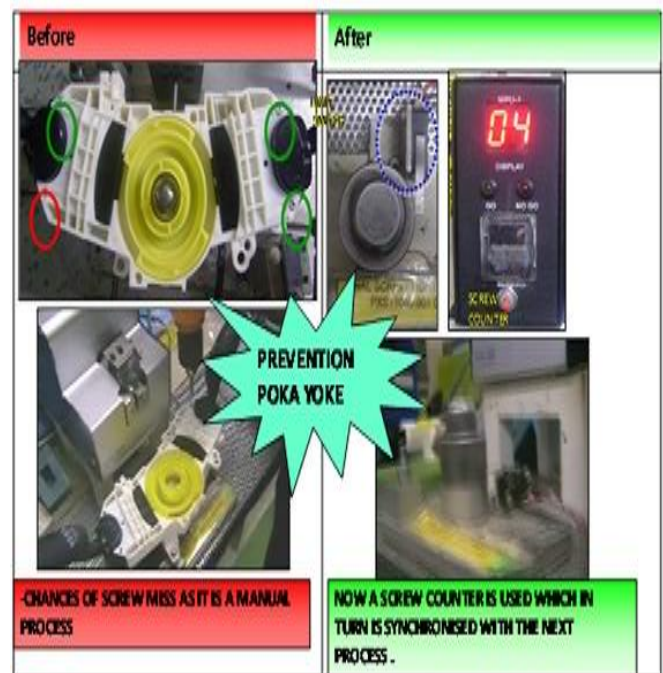 Before
After
04
DISPLAY
GO
NO GO
SCREW
COUNTER
PREVENTION
POKA YOKE
-CHANCES OF SCREW MISS AS IT IS A MANUAL
PROCESS
NOW A SCREW COUNTER IS USED WHICH IN
TURN IS SYNCHRONISED WITH THE NEXT
PROCESS .